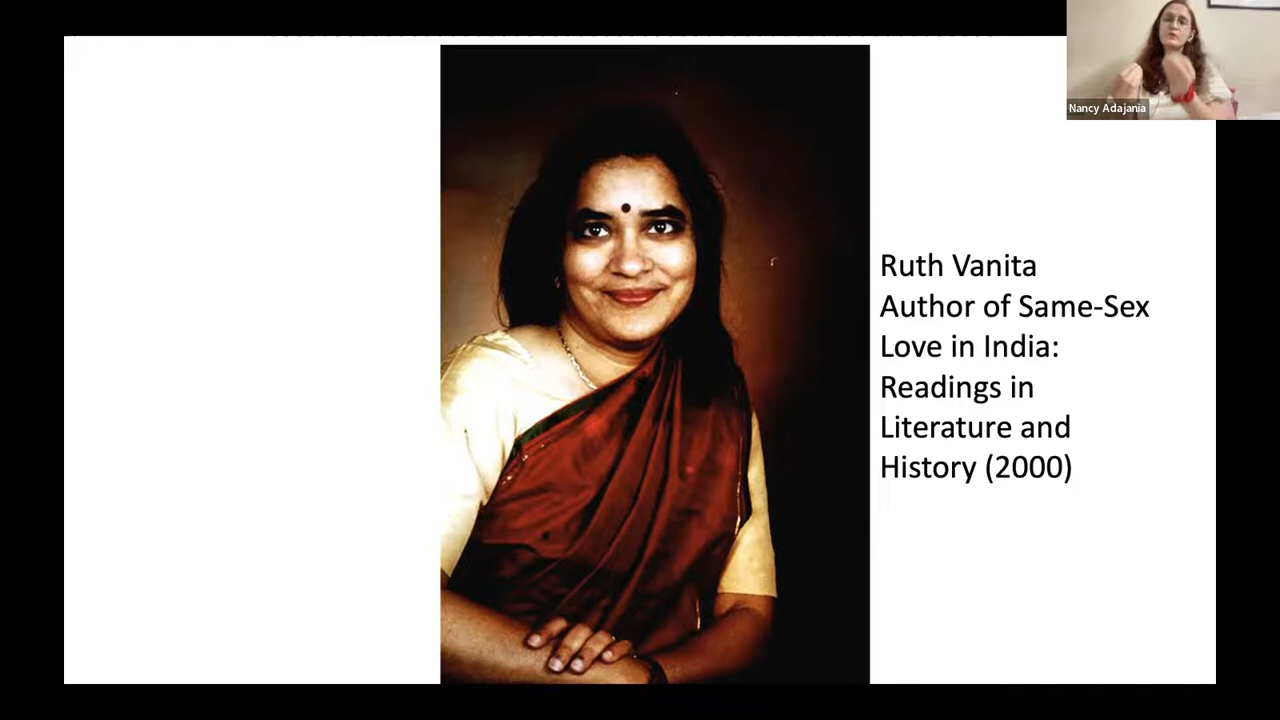 Nancy Adajania
Ruth Vanita
Author of Same-Sex
Love in India:
Readings in
Literature and
History (2000)